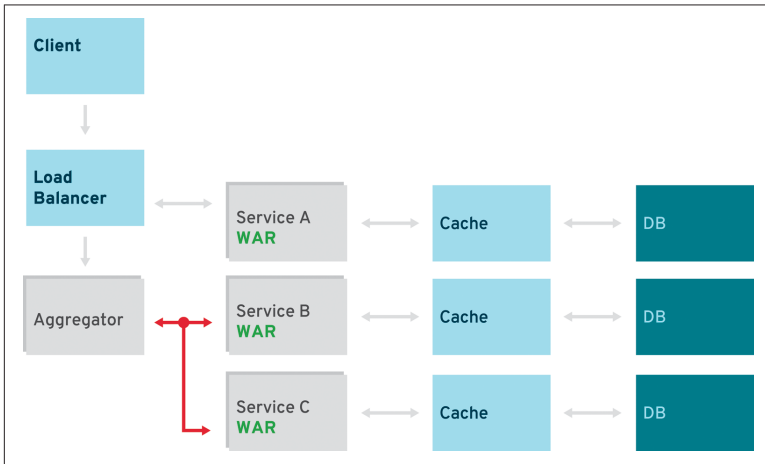 Client
Load
Balancer
Service A
WAR
Cache
DB
Aggregator
Service B
WAR
Cache
DB
Service C
WAR
Cache
DB